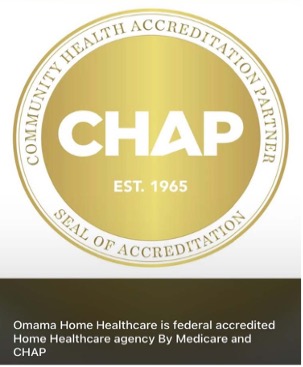 COMMUNITY HEALTH ACCREDITATION PARTNER
CHAP
EST. 1965
SEAL OF ACCREDITATION
Omama Home Healthcare is federal accredited
Home Healthcare agency By Medicare and
CHAP